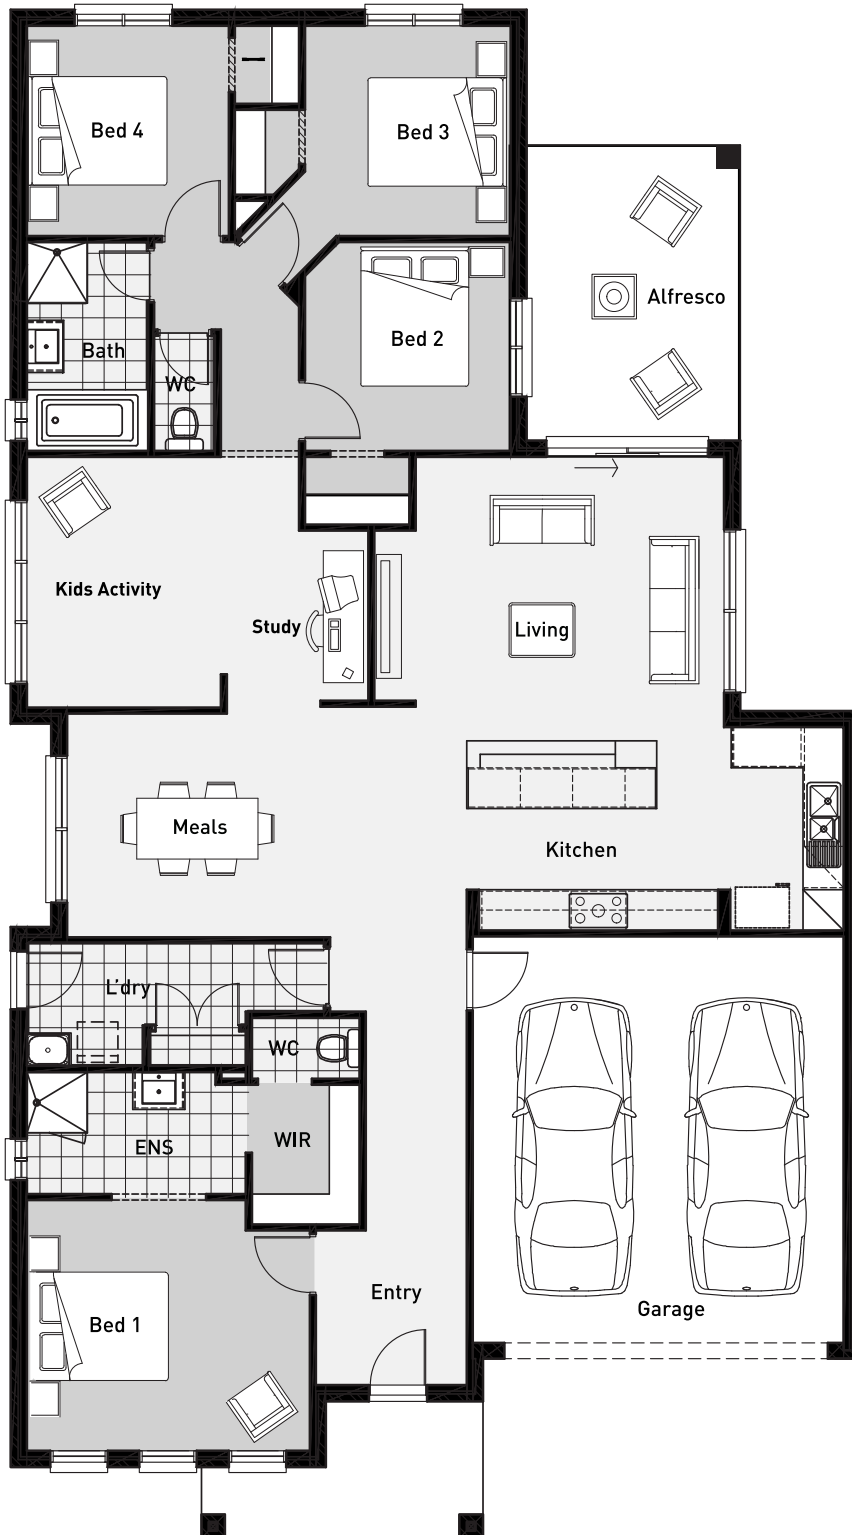 Bed 4
Bed 3
Alfresco
Bed 2
Bath
WC
Kids Activity
Study
Living
Meals
Kitchen
L'dry
WC
WIR
ENS
Entry
Garage
Bed 1